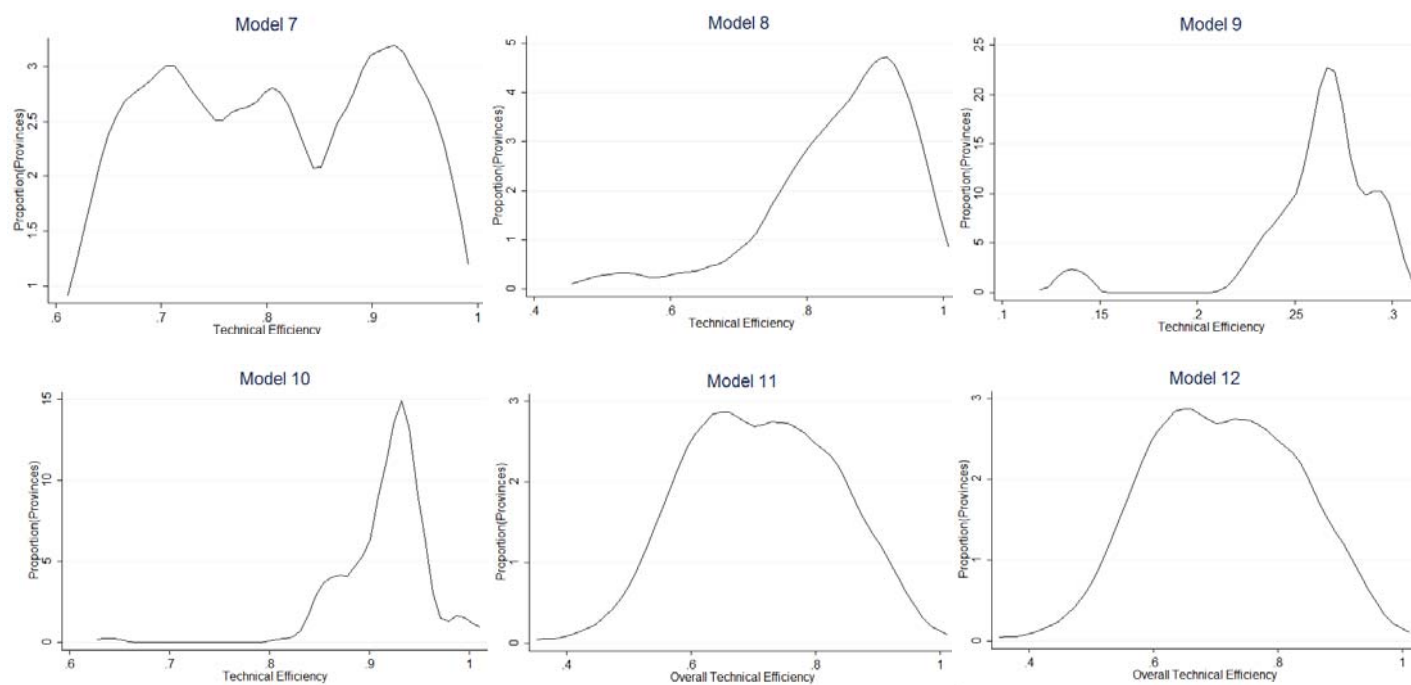 Model 7
Proportion(Provinces)
1 1.5 2 2.5 3
.6 .7 .8 .9 1
Technical Efficiency
Model 8
Proportion(Provinces)
0 1 2 3 4 5
.4 .6 .8 1
Technical Efficiency
Model 9
Proportion(Provinces)
0 5 10 15 20 25
.1 .15 .2 .25 .3
Technical Efficiency
Model 10
Proportion(Provinces)
0 5 10 15
.6 .7 .8 .9 1
Technical Efficiency
Model 11
Proportion(Provinces)
0 1 2 3
.4 .6 .8 1
Overall Technical Efficiency
Model 12
Proportion(Provinces)
0 1 2 3
.4 .6 .8 1
Overall Technical Efficiency